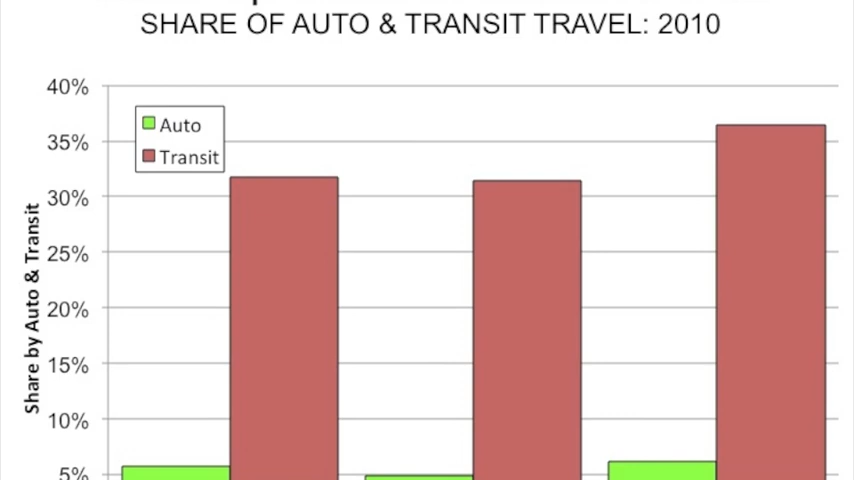 SHARE OF AUTO & TRANSIT TRAVEL: 2010
40%
Auto
35%
Transit
30%
25%
20%
15%
10%
5%
Share by Auto & Transit